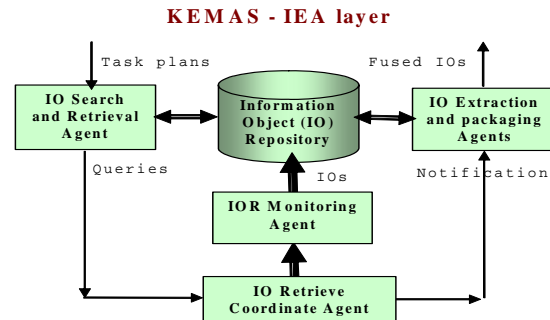 KEMAS - IEA layer
Task plans
Fused IOs
IO Search
and Retrieval
Agent
Information
Object (IO)
Repository
IO Extraction
and packaging
Agents
Queries
IOs
Notification
IOR Monitoring
Agent
IO Retrieve
Coordinate Agent